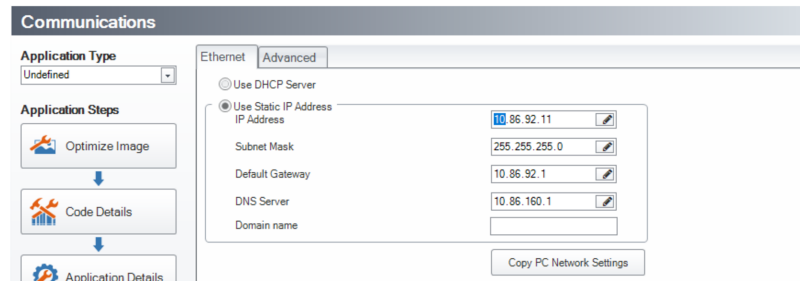 Communications
Application Type
Undefined
Application Steps
Optimize Image
Code Details
Application Details
Ethernet
Advanced
Use DHCP Server
Use Static IP Address
IP Address 10.86.92.11
Subnet Mask 255.255.255.0
Default Gateway 10.86.92.1
DNS Server 10.86.160.1
Domain name
Copy PC Network Settings